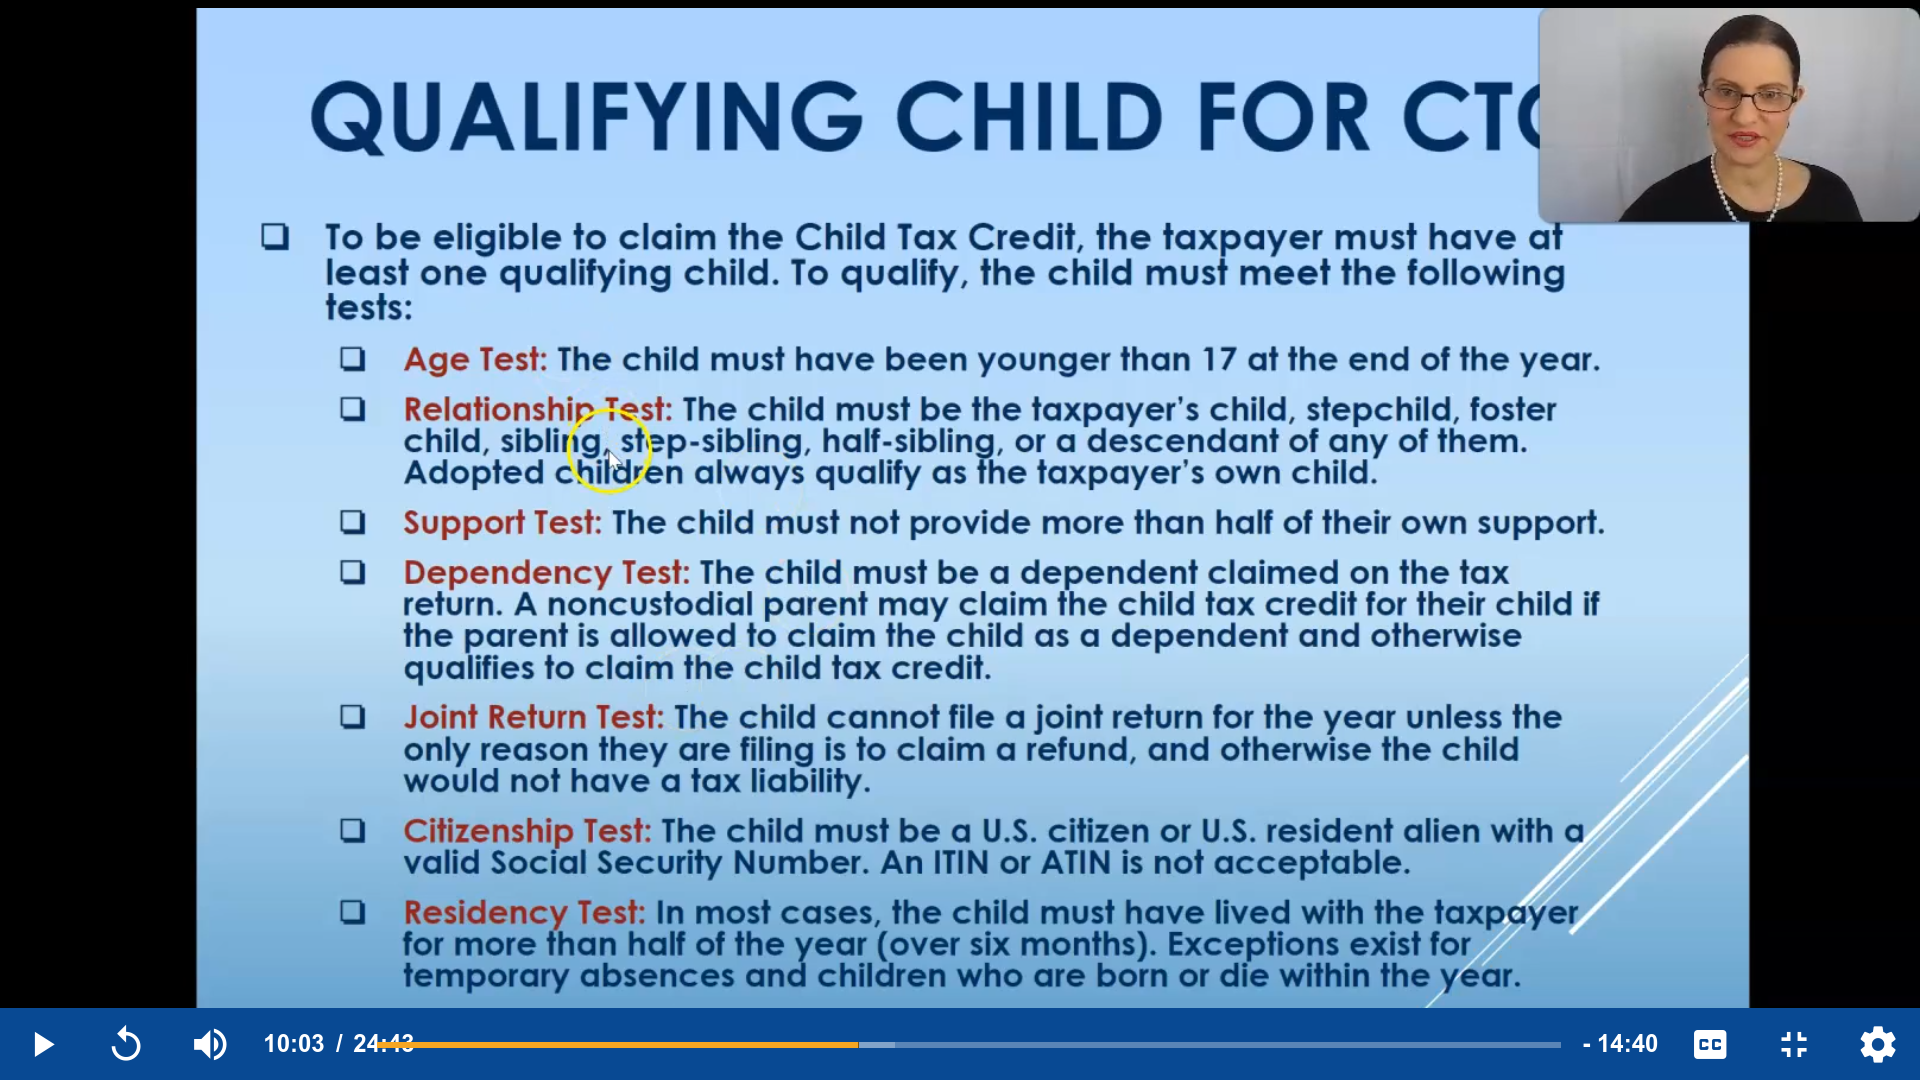 QUALIFYING CHILD FOR CTC
To be eligible to claim the Child Tax Credit, the taxpayer must have at
least one qualifying child. To qualify, the child must meet the following
tests:
Age Test: The child must have been younger than 17 at the end of the year.
Relationship Test: The child must be the taxpayer's child, stepchild, foster
child, sibling, step-sibling, half-sibling, or a descendant of any of them.
Adopted children always qualify as the taxpayer's own child.
Support Test: The child must not provide more than half of their own support.
Dependency Test: The child must be a dependent claimed on the tax
return. A noncustodial parent may claim the child tax credit for their child if
the parent is allowed to claim the child as a dependent and otherwise
qualifies to claim the child tax credit.
Joint Return Test: The child cannot file a joint return for the year unless the
only reason they are filing is to claim a refund, and otherwise the child
would not have a tax liability.
Citizenship Test: The child must be a U.S. citizen or U.S. resident alien with a
valid Social Security Number. An ITIN or ATIN is not acceptable.
Residency Test: In most cases, the child must have lived with the taxpayer
for more than half of the year (over six months). Exceptions exist for
temporary absences and children who are born or die within the year.
10:03 / 24:43 - 14:40 CC